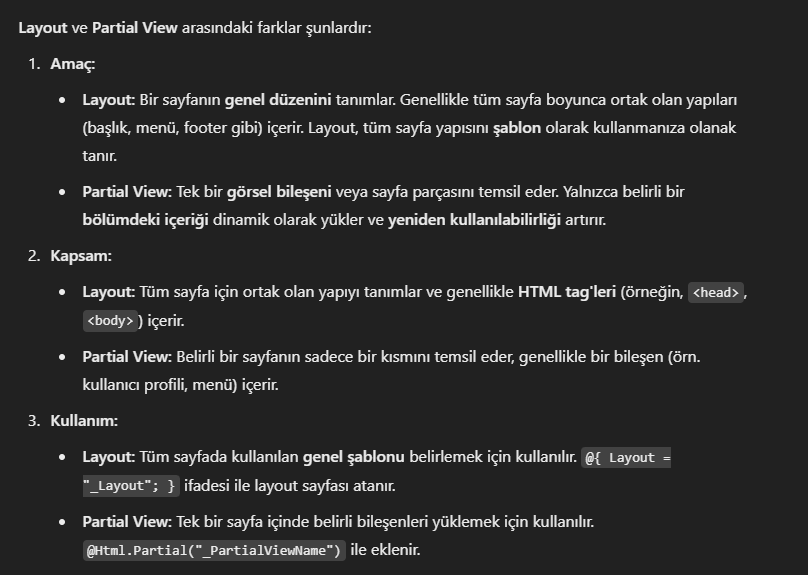 Layout ve Partial View arasındaki farklar şunlardır:
1. Amaç:
• Layout: Bir sayfanın genel düzenini tanımlar. Genellikle tüm sayfa boyunca ortak olan yapıları
(başlık, menü, footer gibi) içerir. Layout, tüm sayfa yapısını şablon olarak kullanmanıza olanak
tanır.
• Partial View: Tek bir görsel bileşeni veya sayfa parçasını temsil eder. Yalnızca belirli bir
bölümdeki içeriği dinamik olarak yükler ve yeniden kullanılabilirliği artırır.
2. Kapsam:
• Layout: Tüm sayfa için ortak olan yapıyı tanımlar ve genellikle HTML tag'leri (örneğin, <head>,
<body>) içerir.
• Partial View: Belirli bir sayfanın sadece bir kısmını temsil eder, genellikle bir bileşen (örn.
kullanıcı profili, menü) içerir.
3. Kullanım:
• Layout: Tüm sayfada kullanılan genel şablonu belirlemek için kullanılır. @{ Layout =
"_Layout"; } ifadesi ile layout sayfası atanır.
• Partial View: Tek bir sayfa içinde belirli bileşenleri yüklemek için kullanılır.
@Html.Partial("_PartialViewName") ile eklenir.